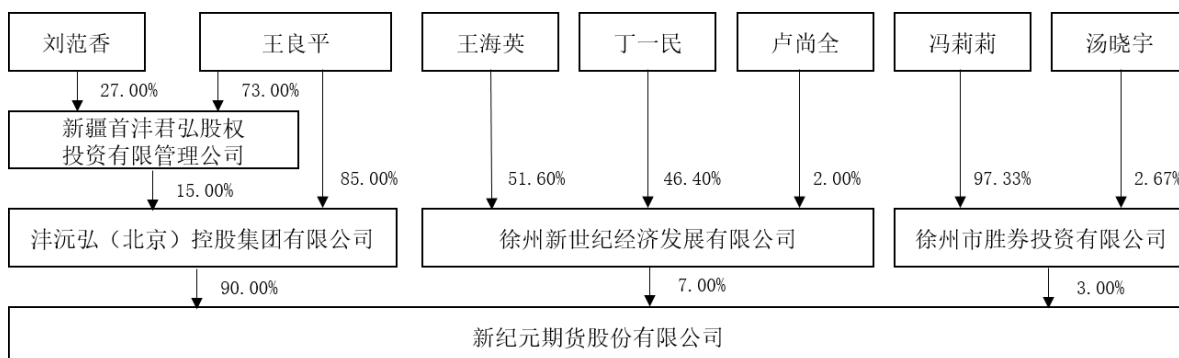 刘范香
王良平
王海英
丁一民
卢尚全
冯莉莉
汤晓宇
27.00%
73.00%
新疆首沣君弘股权
投资有限管理公司
15.00%
85.00%
51.60%
46.40%
2.00%
97.33%
2.67%
沣沅弘（北京）控股集团有限公司
徐州新世纪经济发展有限公司
徐州市胜券投资有限公司
90.00%
7.00%
3.00%
新纪元期货股份有限公司